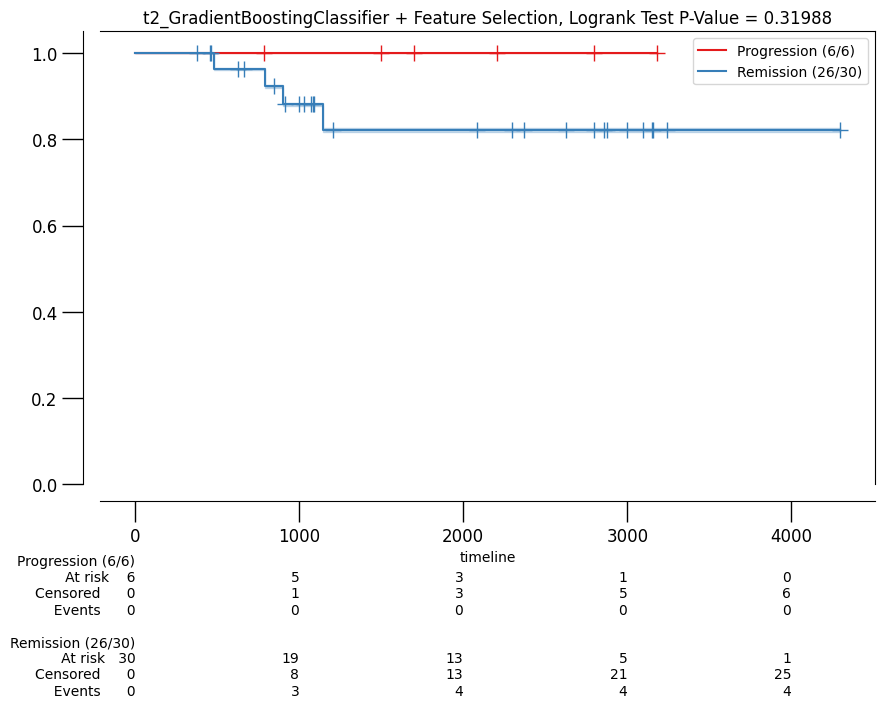 t2_GradientBoostingClassifier + Feature Selection, Logrank Test P-Value = 0.31988
Progression (6/6)
Remission (26/30)
1.0
0.8
0.6
0.4
0.2
0.0
0 1000 2000 3000 4000
timeline
Progression (6/6)
At risk 6 5 3 1 0
Censored 0 1 3 5 6
Events 0 0 0 0 0
Remission (26/30)
At risk 30 19 13 5 1
Censored 0 8 13 21 25
Events 0 3 4 4 4